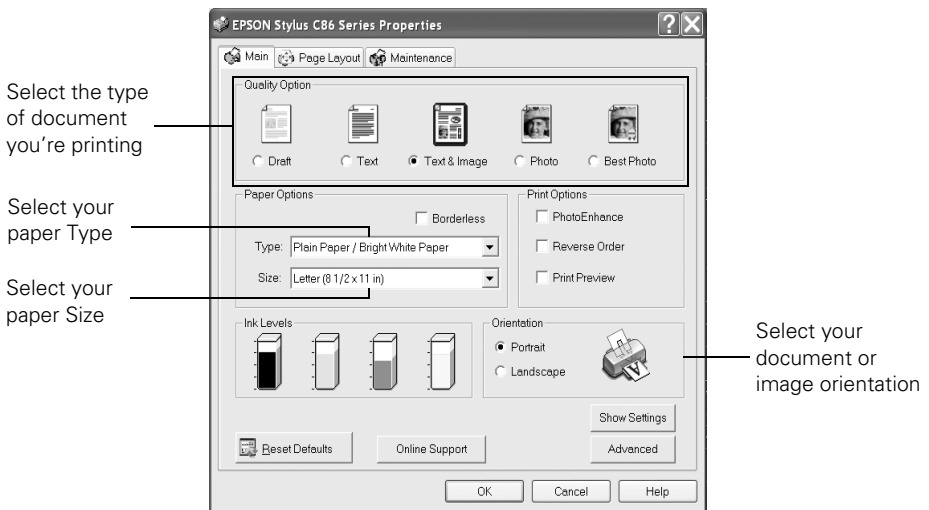 EPSON Stylus C86 Series Properties
Main Page Layout Maintenance
Select the type
of document
you're printing
Quality Option
Draft Text Text & Image Photo Best Photo
Select your
paper Type
Paper Options
Borderless
Type: Plain Paper / Bright White Paper
Size: Letter (8 1/2 x 11 in)
Select your
paper Size
Print Options
PhotoEnhance
Reverse Order
Print Preview
Ink Levels
Orientation
Portrait
Landscape
Select your
document or
image orientation
Show Settings
Reset Defaults Online Support Advanced
OK Cancel Help